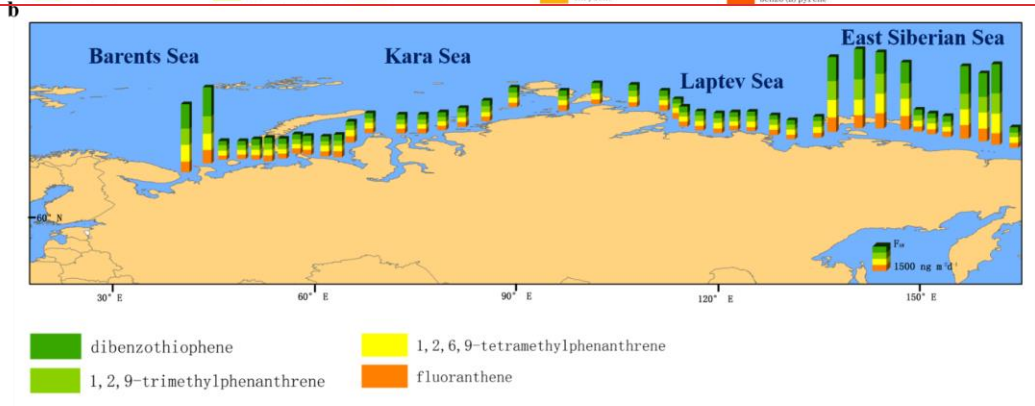 b
Barents Sea
Kara Sea
Laptev Sea
East Siberian Sea
60° N
1500 ng m⁻²d⁻¹
30° E
60° E
90° E
120° E
150° E
dibenzothiophene
1,2,6,9-tetramethylphenanthrene
1,2,9-trimethylphenanthrene
fluoranthene